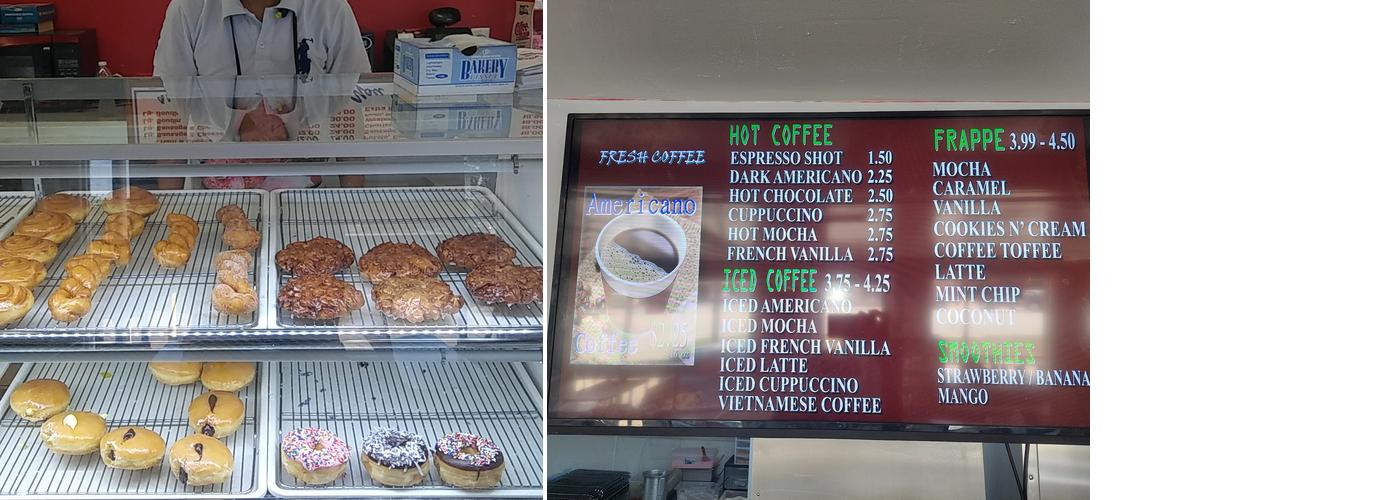 BAKERY
FRESH COFFEE
Americano
Coffee $2.25
HOT COFFEE
ESPRESSO SHOT 1.50
DARK AMERICANO 2.25
HOT CHOCOLATE 2.50
CUPPUCCINO 2.75
HOT MOCHA 2.75
FRENCH VANILLA 2.75
ICED COFFEE 3.75 - 4.25
ICED AMERICANO
ICED MOCHA
ICED FRENCH VANILLA
ICED LATTE
ICED CUPPUCCINO
VIETNAMESE COFFEE
FRAPPE 3.99 - 4.50
MOCHA
CARAMEL
VANILLA
COOKIES N' CREAM
COFFEE TOFFEE
LATTE
MINT CHIP
COCONUT
SMOOTHIES
STRAWBERRY / BANANA
MANGO